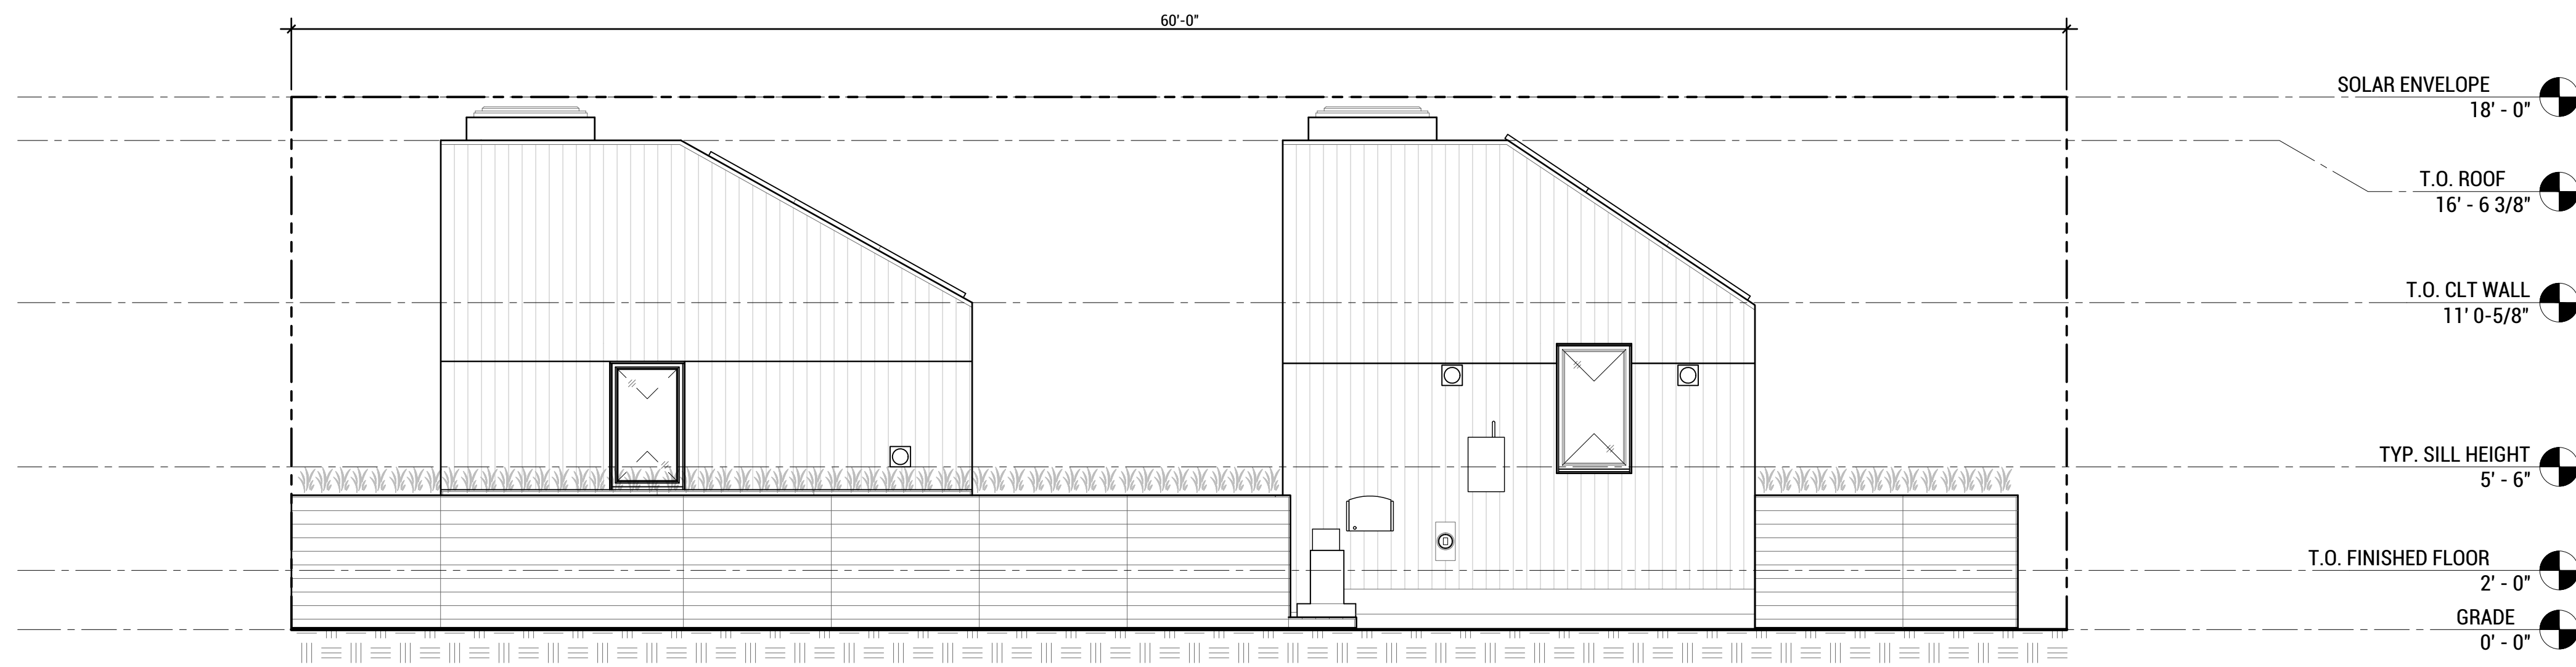 60'-0"
SOLAR ENVELOPE
18' - 0"
T.O. ROOF
16' - 6 3/8"
T.O. CLT WALL
11' 0-5/8"
TYP. SILL HEIGHT
5' - 6"
T.O. FINISHED FLOOR
2' - 0"
GRADE
0' - 0"